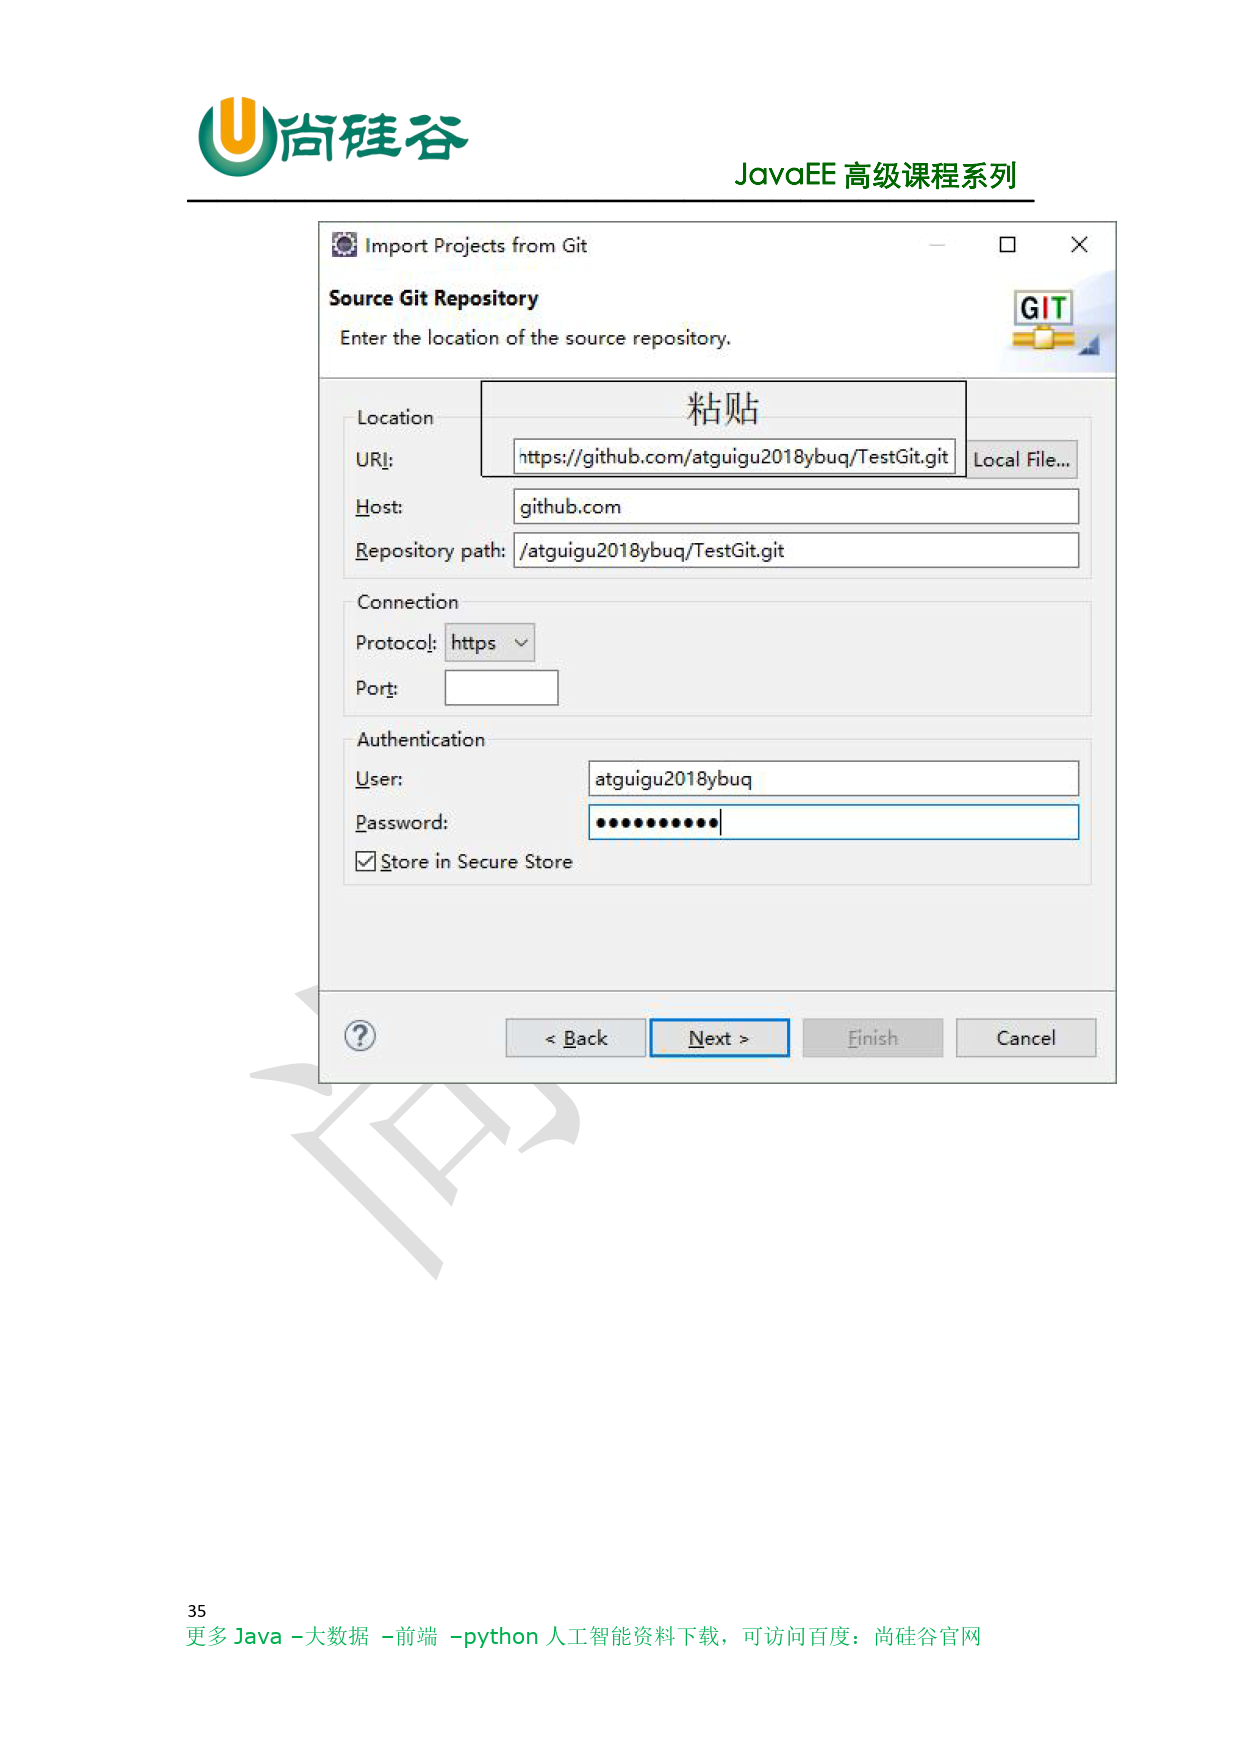 尚硅谷
JavaEE 高级课程系列
Import Projects from Git
Source Git Repository
Enter the location of the source repository.
GIT
粘贴
Location
URI: https://github.com/atguigu2018ybuq/TestGit.git Local File...
Host: github.com
Repository path: /atguigu2018ybuq/TestGit.git
Connection
Protocol: https
Port:
Authentication
User: atguigu2018ybuq
Password: ●●●●●●●●●●
Store in Secure Store
< Back Next > Finish Cancel
尚
35
更多 Java –大数据 –前端 –python 人工智能资料下载，可访问百度：尚硅谷官网